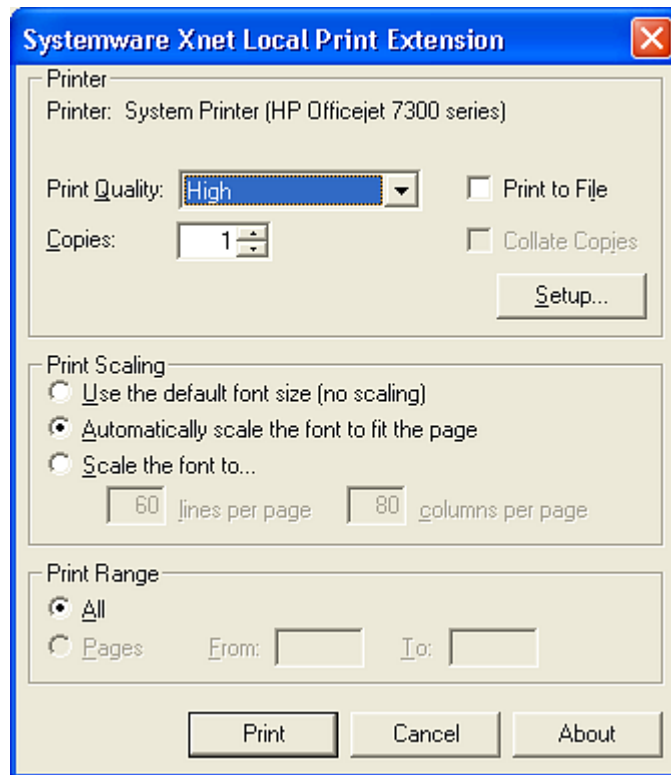 Systemware Xnet Local Print Extension
Printer
Printer: System Printer (HP Officejet 7300 series)
Print Quality: High Print to File
Copies: 1 Collate Copies
Setup...
Print Scaling
Use the default font size (no scaling)
Automatically scale the font to fit the page
Scale the font to...
60 lines per page 80 columns per page
Print Range
All
Pages From: To:
Print Cancel About